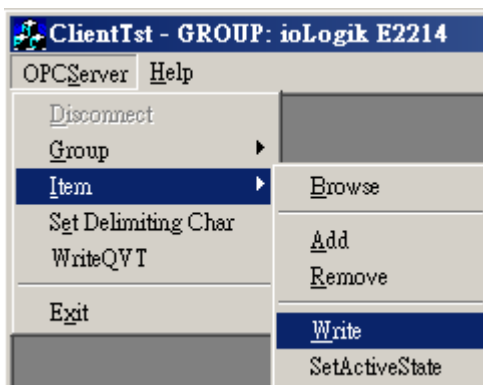 ClientTst - GROUP: ioLogik E2214
OPCServer Help
Disconnect
Group
Item
Set Delimiting Char
WriteQVT
Exit
Browse
Add
Remove
Write
SetActiveState